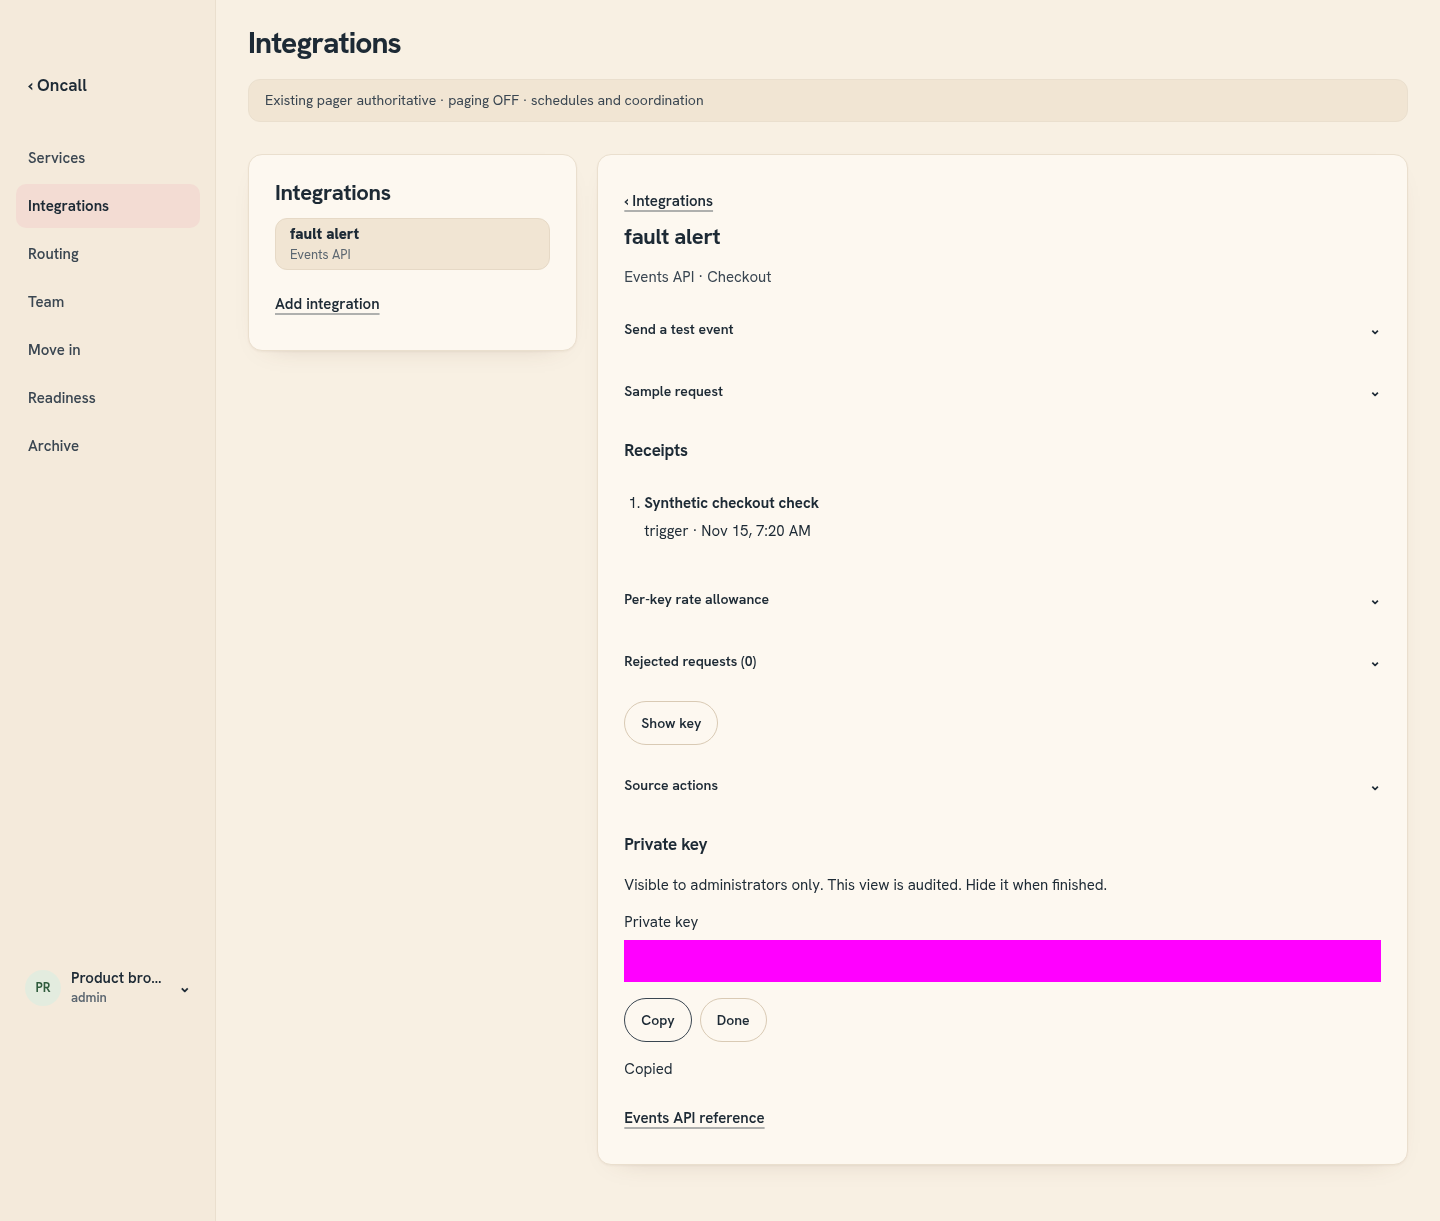 ‹ Oncall
Services
Integrations
Routing
Team
Move in
Readiness
Archive
PR
Product bro...
admin
Integrations
Existing pager authoritative · paging OFF · schedules and coordination
Integrations
fault alert
Events API
Add integration
‹ Integrations
fault alert
Events API · Checkout
Send a test event
Sample request
Receipts
1. Synthetic checkout check
trigger · Nov 15, 7:20 AM
Per-key rate allowance
Rejected requests (0)
Show key
Source actions
Private key
Visible to administrators only. This view is audited. Hide it when finished.
Private key
Copy
Done
Copied
Events API reference